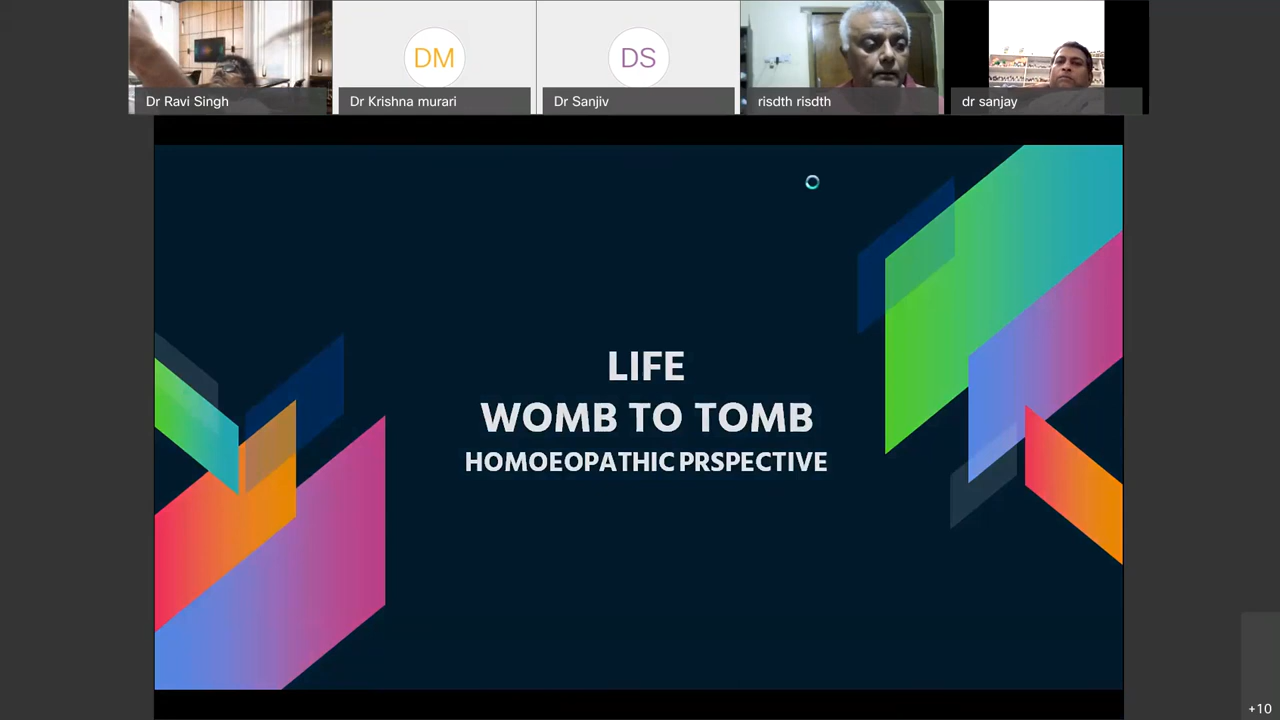 Dr Ravi Singh
DM
Dr Krishna murari
DS
Dr Sanjiv
risdth risdth
dr sanjay
LIFE
WOMB TO TOMB
HOMOEOPATHIC PRSPECTIVE
+10